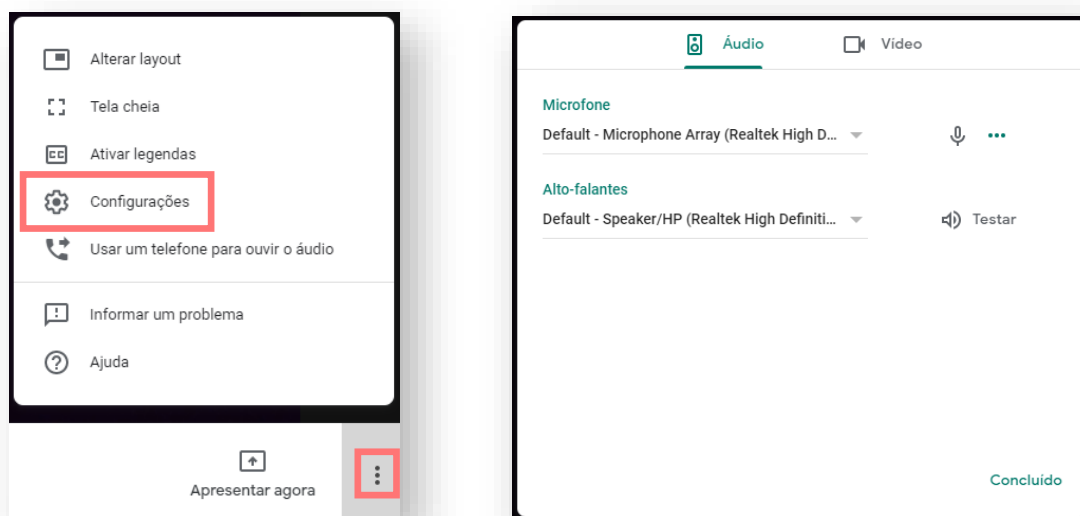 Alterar layout
Tela cheia
Ativar legendas
Configurações
Usar um telefone para ouvir o áudio
Informar um problema
Ajuda
Apresentar agora
Áudio
Vídeo
Microfone
Default - Microphone Array (Realtek High D...
Alto-falantes
Default - Speaker/HP (Realtek High Definiti...
Testar
Concluído